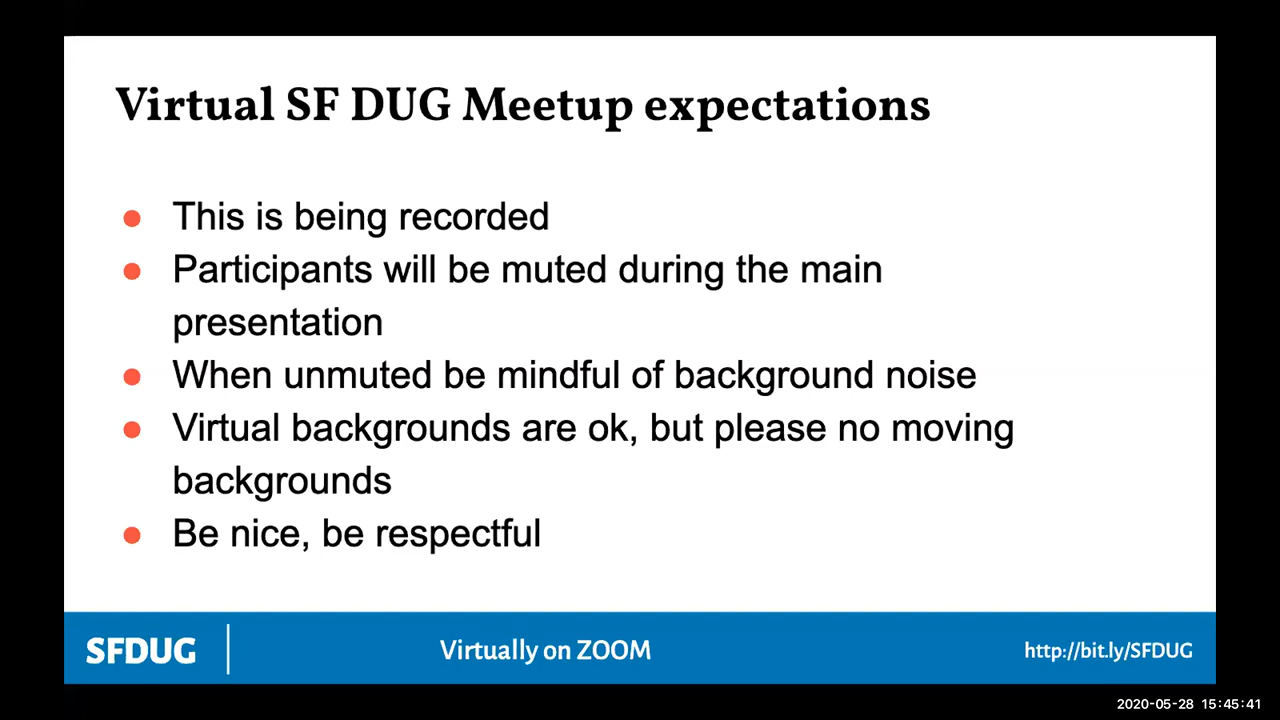 Virtual SF DUG Meetup expectations
● This is being recorded
● Participants will be muted during the main
presentation
● When unmuted be mindful of background noise
● Virtual backgrounds are ok, but please no moving
backgrounds
● Be nice, be respectful
SFDUG
Virtually on ZOOM
http://bit.ly/SFDUG
2020-05-28 15:45:41